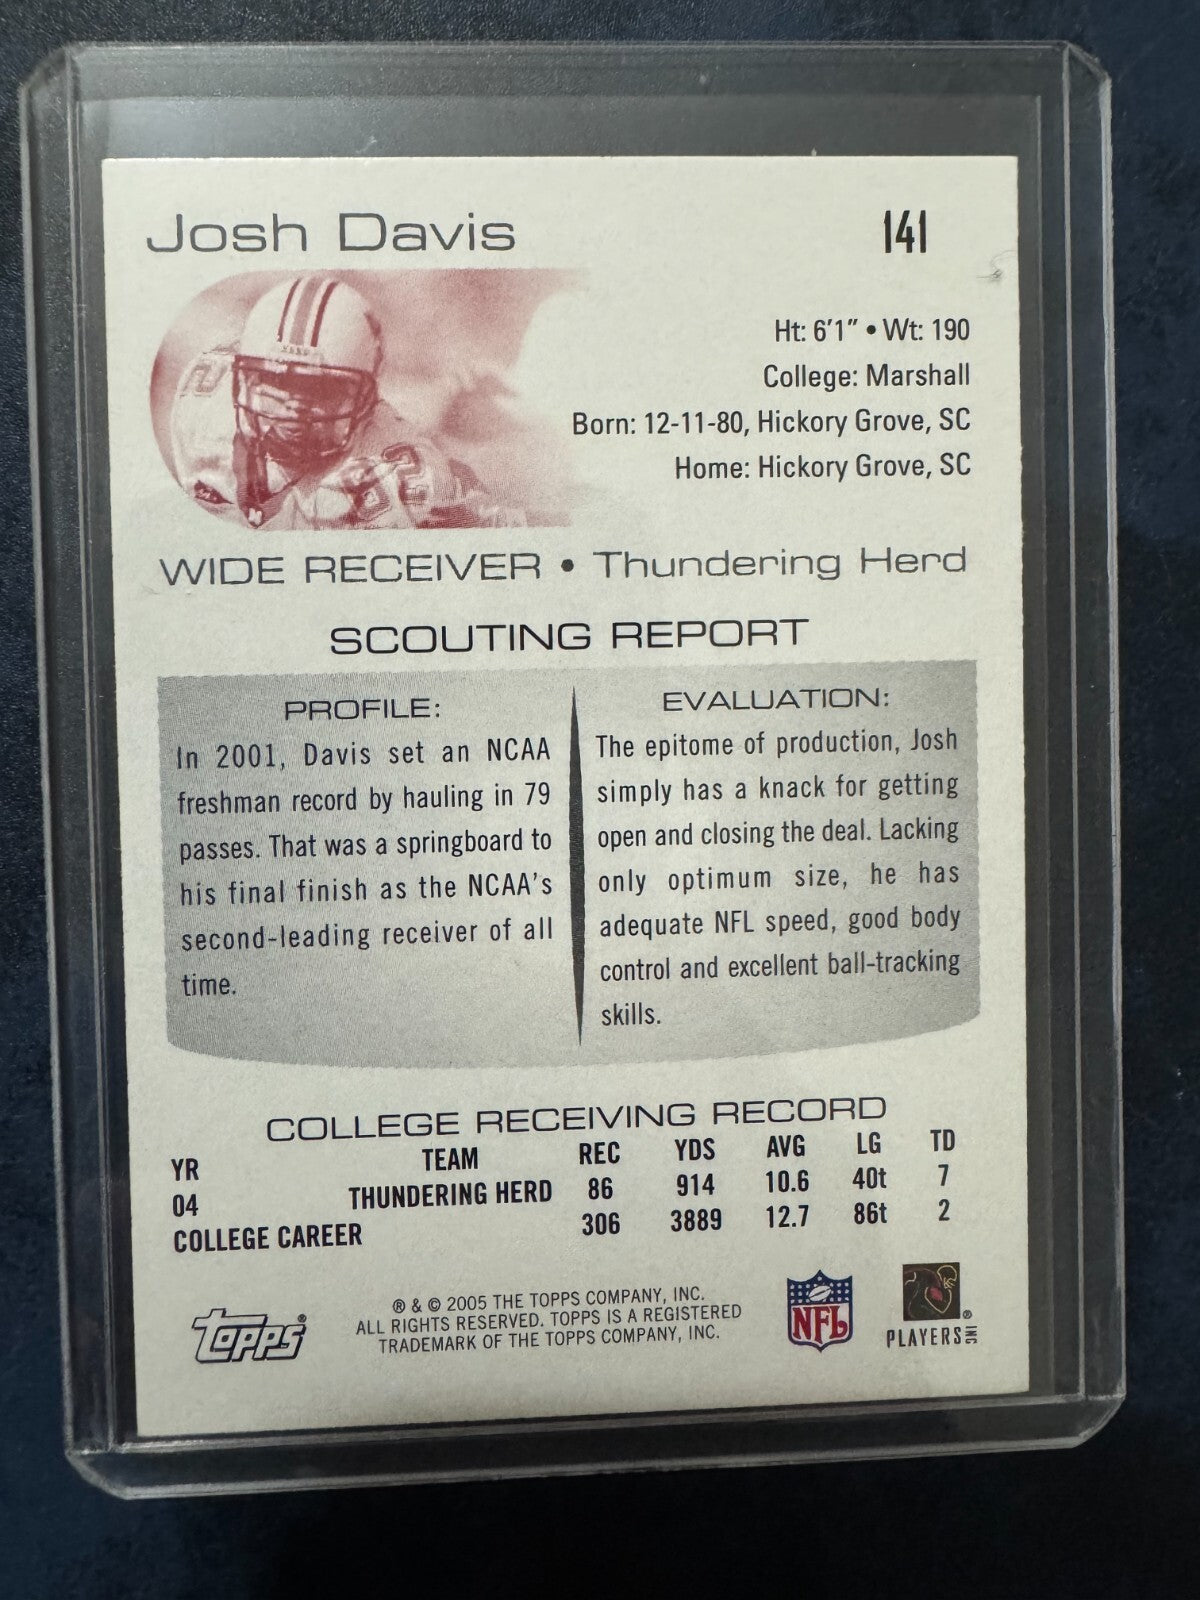 Josh Davis
141
Ht: 6'1" • Wt: 190
College: Marshall
Born: 12-11-80, Hickory Grove, SC
Home: Hickory Grove, SC
WIDE RECEIVER • Thundering Herd
SCOUTING REPORT
PROFILE:
In 2001, Davis set an NCAA
freshman record by hauling in 79
passes. That was a springboard to
his final finish as the NCAA's
second-leading receiver of all
time.
EVALUATION:
The epitome of production, Josh
simply has a knack for getting
open and closing the deal. Lacking
only optimum size, he has
adequate NFL speed, good body
control and excellent ball-tracking
skills.
COLLEGE RECEIVING RECORD
YR TEAM REC YDS AVG LG TD
04 THUNDERING HERD 86 914 10.6 40t 7
COLLEGE CAREER 306 3889 12.7 86t 2
Topps®
® & © 2005 THE TOPPS COMPANY, INC.
ALL RIGHTS RESERVED. TOPPS IS A REGISTERED
TRADEMARK OF THE TOPPS COMPANY, INC.
NFL
PLAYERS INC ®